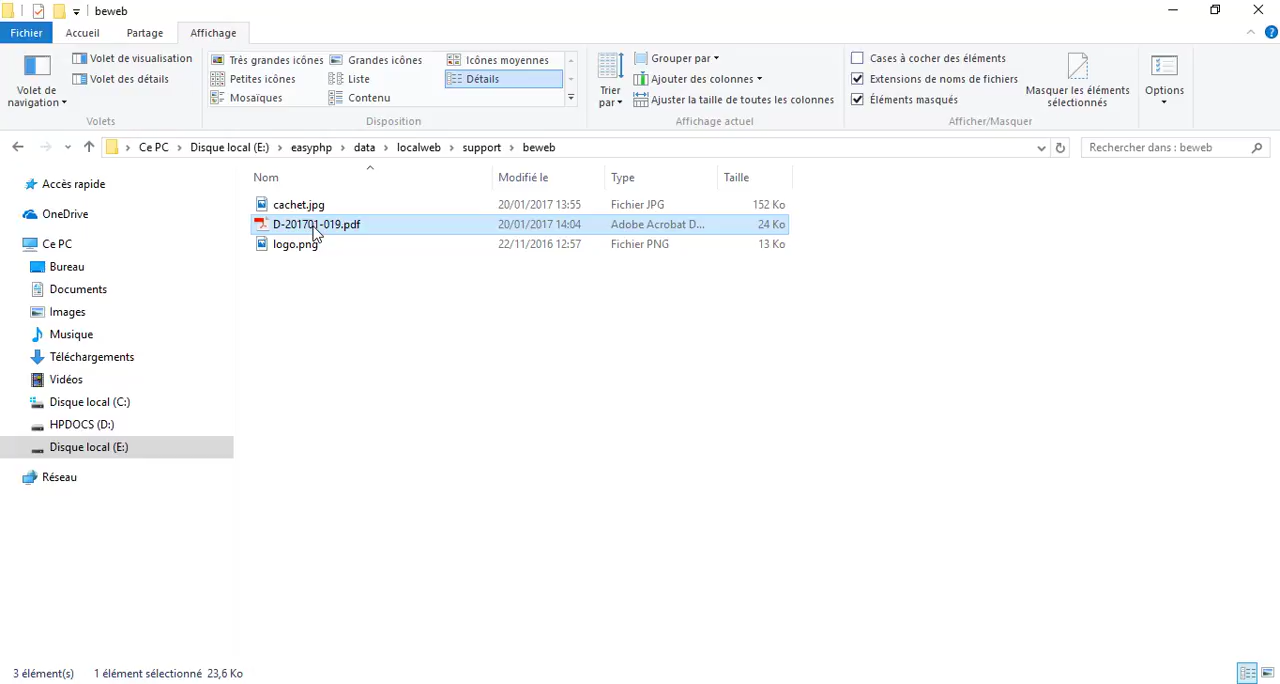 beweb
Fichier Accueil Partage Affichage
Volet de navigation
Volet de visualisation
Volet des détails
Volets
Très grandes icônes Grandes icônes Icônes moyennes
Petites icônes Liste Détails
Mosaïques Contenu
Disposition
Trier par
Grouper par
Ajouter des colonnes
Ajuster la taille de toutes les colonnes
Affichage actuel
Cases à cocher des éléments
Extensions de noms de fichiers
Éléments masqués
Masquer les éléments
sélectionnés
Afficher/Masquer
Options
Ce PC › Disque local (E:) › easyphp › data › localweb › support › beweb
Rechercher dans : beweb
Accès rapide
OneDrive
Ce PC
Bureau
Documents
Images
Musique
Téléchargements
Vidéos
Disque local (C:)
HPDOCS (D:)
Disque local (E:)
Réseau
Nom Modifié le Type Taille
cachet.jpg 20/01/2017 13:55 Fichier JPG 152 Ko
D-201701-019.pdf 20/01/2017 14:04 Adobe Acrobat D... 24 Ko
logo.png 22/11/2016 12:57 Fichier PNG 13 Ko
3 élément(s) 1 élément sélectionné 23,6 Ko